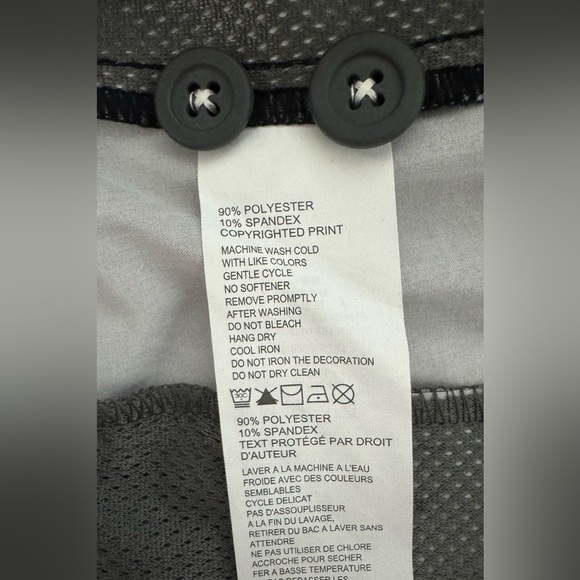 90% POLYESTER
10% SPANDEX
COPYRIGHTED PRINT
MACHINE WASH COLD
WITH LIKE COLORS
GENTLE CYCLE
NO SOFTENER
REMOVE PROMPTLY
AFTER WASHING
DO NOT BLEACH
HANG DRY
COOL IRON
DO NOT IRON THE DECORATION
DO NOT DRY CLEAN
90% POLYESTER
10% SPANDEX
TEXT PROTÉGÉ PAR DROIT
D'AUTEUR
LAVER A LA MACHINE A L'EAU
FROIDE AVEC DES COULEURS
SEMBLABLES
CYCLE DELICAT
PAS D'ASSOUPLISSEUR
A LA FIN DU LAVAGE,
RETIRER DU BAC A LAVER SANS
ATTENDRE
NE PAS UTILISER DE CHLORE
ACCROCHE POUR SECHER
FER A BASSE TEMPERATURE